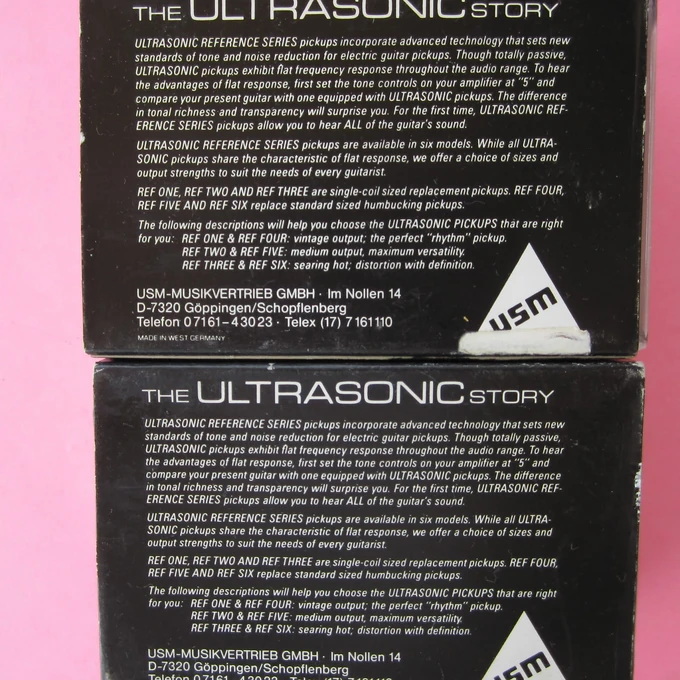 THE ULTRASONIC STORY
ULTRASONIC REFERENCE SERIES pickups incorporate advanced technology that sets new
standards of tone and noise reduction for electric guitar pickups. Though totally passive,
ULTRASONIC pickups exhibit flat frequency response throughout the audio range. To hear
the advantages of flat response, first set the tone controls on your amplifier at "5" and
compare your present guitar with one equipped with ULTRASONIC pickups. The difference
in tonal richness and transparency will surprise you. For the first time, ULTRASONIC REF-
ERENCE SERIES pickups allow you to hear ALL of the guitar's sound.
ULTRASONIC REFERENCE SERIES pickups are available in six models. While all ULTRA-
SONIC pickups share the characteristic of flat response, we offer a choice of sizes and
output strengths to suit the needs of every guitarist.
REF ONE, REF TWO AND REF THREE are single-coil sized replacement pickups. REF FOUR,
REF FIVE AND REF SIX replace standard sized humbucking pickups.
The following descriptions will help you choose the ULTRASONIC PICKUPS that are right
for you: REF ONE & REF FOUR: vintage output; the perfect "rhythm" pickup.
REF TWO & REF FIVE: medium output, maximum versatility.
REF THREE & REF SIX: searing hot; distortion with definition.
USM-MUSIKVERTRIEB GMBH · Im Nollen 14
D-7320 Göppingen/Schopflenberg
Telefon 07161-43023 · Telex (17) 7161110
MADE IN WEST GERMANY
usm
THE ULTRASONIC STORY
ULTRASONIC REFERENCE SERIES pickups incorporate advanced technology that sets new
standards of tone and noise reduction for electric guitar pickups. Though totally passive,
ULTRASONIC pickups exhibit flat frequency response throughout the audio range. To hear
the advantages of flat response, first set the tone controls on your amplifier at "5" and
compare your present guitar with one equipped with ULTRASONIC pickups. The difference
in tonal richness and transparency will surprise you. For the first time, ULTRASONIC REF-
ERENCE SERIES pickups allow you to hear ALL of the guitar's sound.
ULTRASONIC REFERENCE SERIES pickups are available in six models. While all ULTRA-
SONIC pickups share the characteristic of flat response, we offer a choice of sizes and
output strengths to suit the needs of every guitarist.
REF ONE, REF TWO AND REF THREE are single-coil sized replacement pickups. REF FOUR,
REF FIVE AND REF SIX replace standard sized humbucking pickups.
The following descriptions will help you choose the ULTRASONIC PICKUPS that are right
for you: REF ONE & REF FOUR: vintage output; the perfect "rhythm" pickup.
REF TWO & REF FIVE: medium output, maximum versatility.
REF THREE & REF SIX: searing hot; distortion with definition.
USM-MUSIKVERTRIEB GMBH · Im Nollen 14
D-7320 Göppingen/Schopflenberg
Telefon 07161-43023 · Telex (17) 7161110
usm